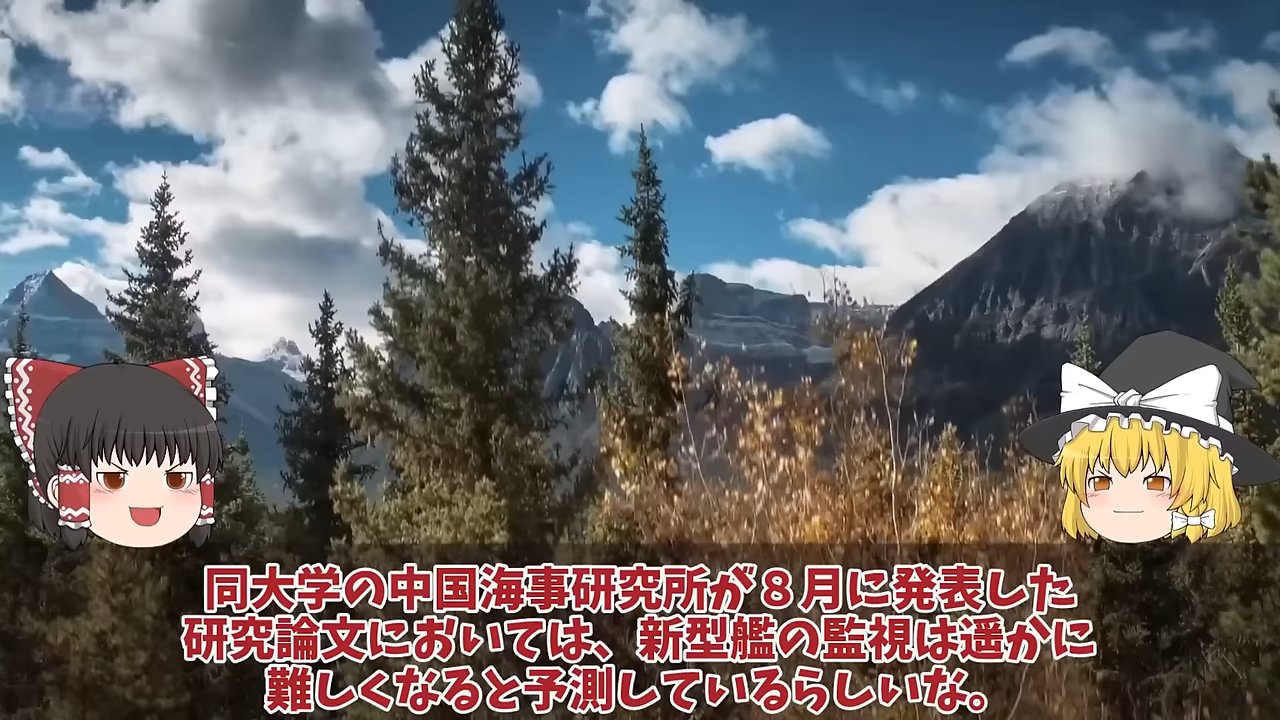 同大学の中国海事研究所が８月に発表した
研究論文においては、新型艦の監視は遥かに
難しくなると予測しているらしいな。